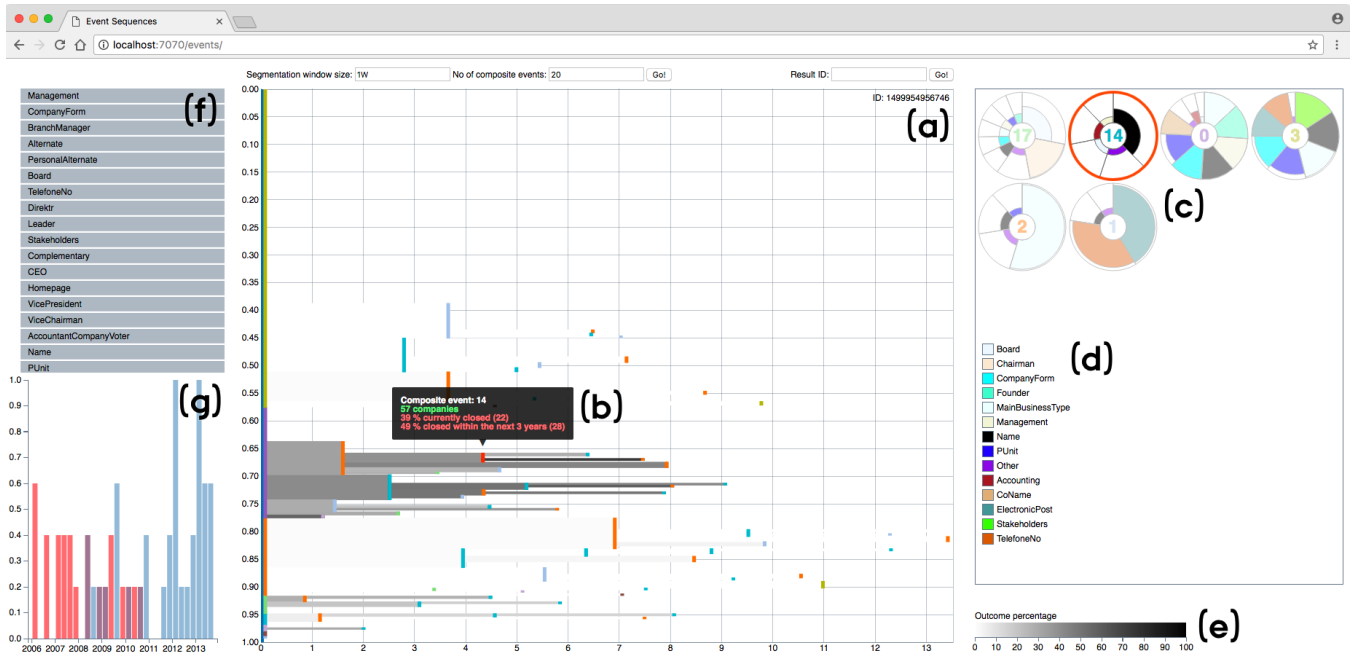 Event Sequences
localhost:7070/events/
Segmentation window size: 1W No of composite events: 20 Go! Result ID: Go!
Management
CompanyForm
BranchManager
Alternate
PersonalAlternate
Board
TelefoneNo
Direktr
Leader
Stakeholders
Complementary
CEO
Homepage
VicePresident
ViceChairman
AccountantCompanyVoter
Name
PUnit
(f)
1.0
0.9
0.8
0.7
0.6
0.5
0.4
0.3
0.2
0.1
0.0
2006 2007 2008 2009 2010 2011 2012 2013
(g)
0.00
0.05
0.10
0.15
0.20
0.25
0.30
0.35
0.40
0.45
0.50
0.55
0.60
0.65
0.70
0.75
0.80
0.85
0.90
0.95
1.00
0 1 2 3 4 5 6 7 8 9 10 11 12 13
ID: 1499954956746
(a)
Composite event: 14
57 companies
39 % currently closed (22)
49 % closed within the next 3 years (28)
(b)
17 14 0 3
2 1
(c)
Board
Chairman
CompanyForm
Founder
MainBusinessType
Management
Name
PUnit
Other
Accounting
CoName
ElectronicPost
Stakeholders
TelefoneNo
(d)
Outcome percentage
0 10 20 30 40 50 60 70 80 90 100
(e)